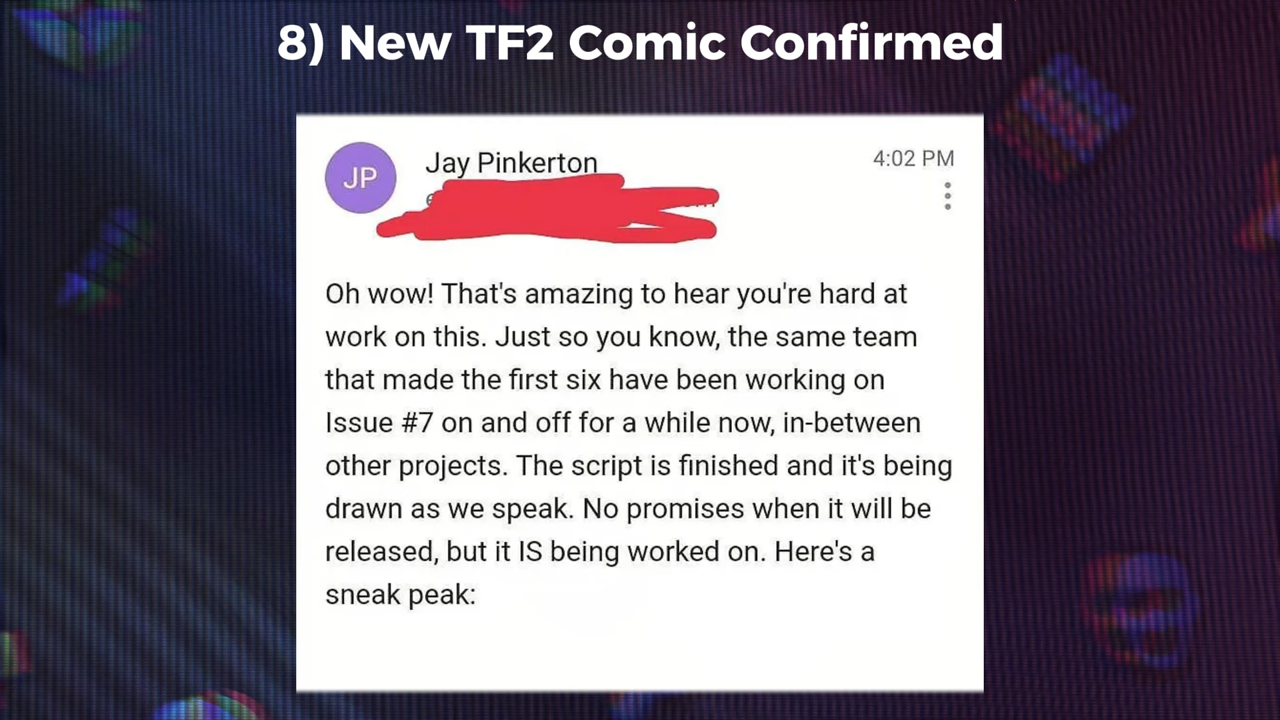 8) New TF2 Comic Confirmed
JP
Jay Pinkerton
4:02 PM
Oh wow! That's amazing to hear you're hard at
work on this. Just so you know, the same team
that made the first six have been working on
Issue #7 on and off for a while now, in-between
other projects. The script is finished and it's being
drawn as we speak. No promises when it will be
released, but it IS being worked on. Here's a
sneak peak: